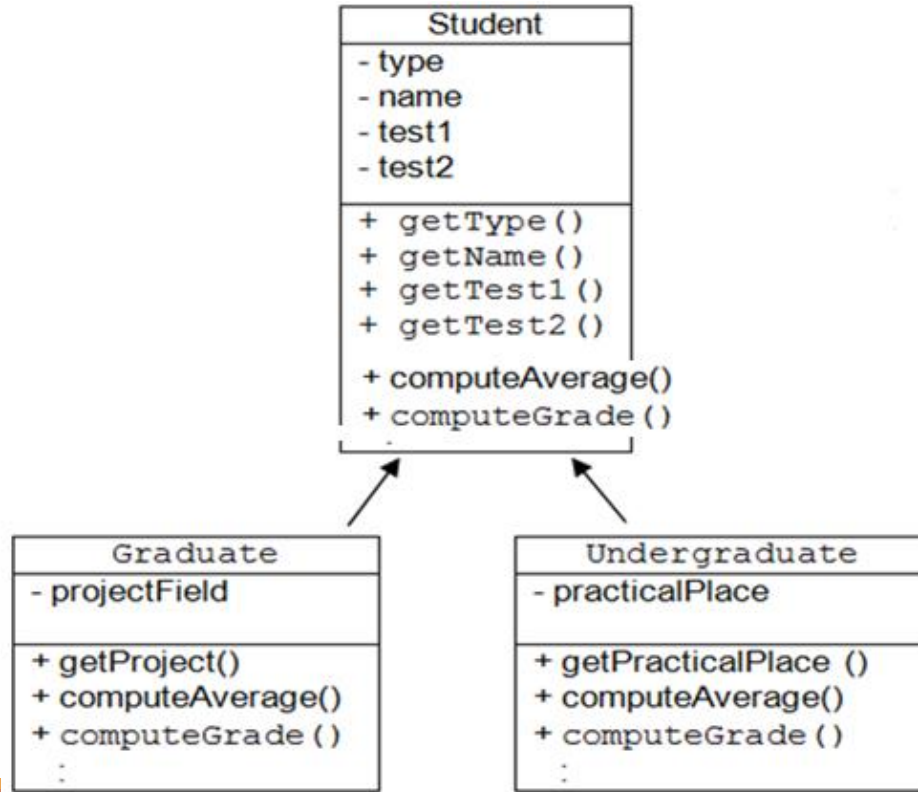 Student
- type
- name
- test1
- test2
+ getType()
+ getName()
+ getTest1()
+ getTest2()
+ computeAverage()
+ computeGrade()
Graduate
- projectField
+ getProject()
+ computeAverage()
+ computeGrade()
:
Undergraduate
- practicalPlace
+ getPracticalPlace ()
+ computeAverage()
+ computeGrade()
: